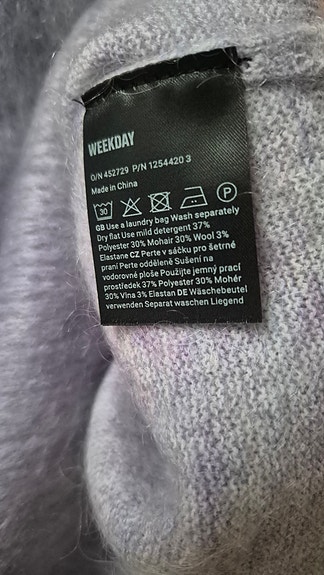 WEEKDAY
O/N 452729 P/N 1254420 3
Made in China
30 P
GB Use a laundry bag Wash separately
Dry flat Use mild detergent 37%
Polyester 30% Mohair 30% Wool 3%
Elastane CZ Perte v sáčku pro šetrné
praní Perte odděleně Sušení na
vodorovné ploše Použijte jemný prací
prostředek 37% Polyester 30% Mohér
30% Vlna 3% Elastan DE Wäschebeutel
verwenden Separat waschen Liegend